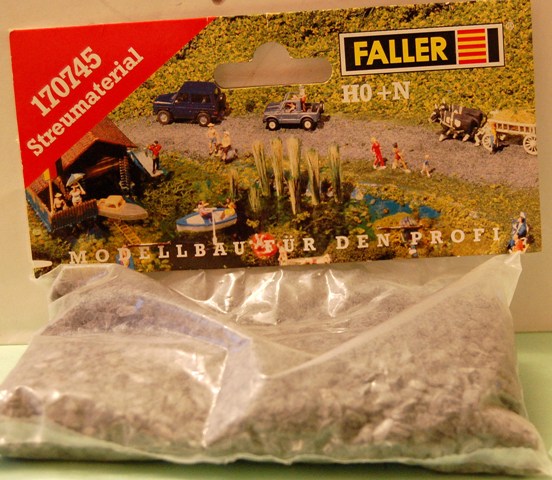 170745
Streumaterial
FALLER
®
H0+N
MODELLBAU FÜR DEN PROFI